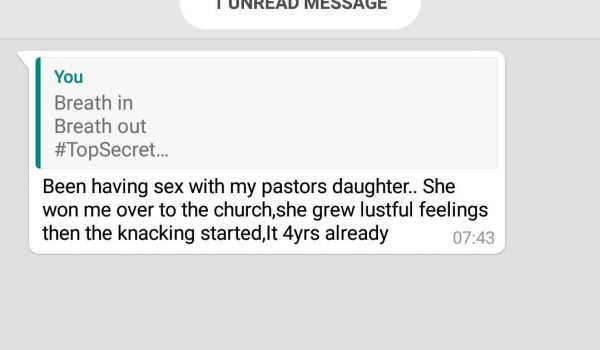 1 UNREAD MESSAGE
You
Breath in
Breath out
#TopSecret...
Been having sex with my pastors daughter.. She
won me over to the church,she grew lustful feelings
then the knacking started,It 4yrs already
07:43